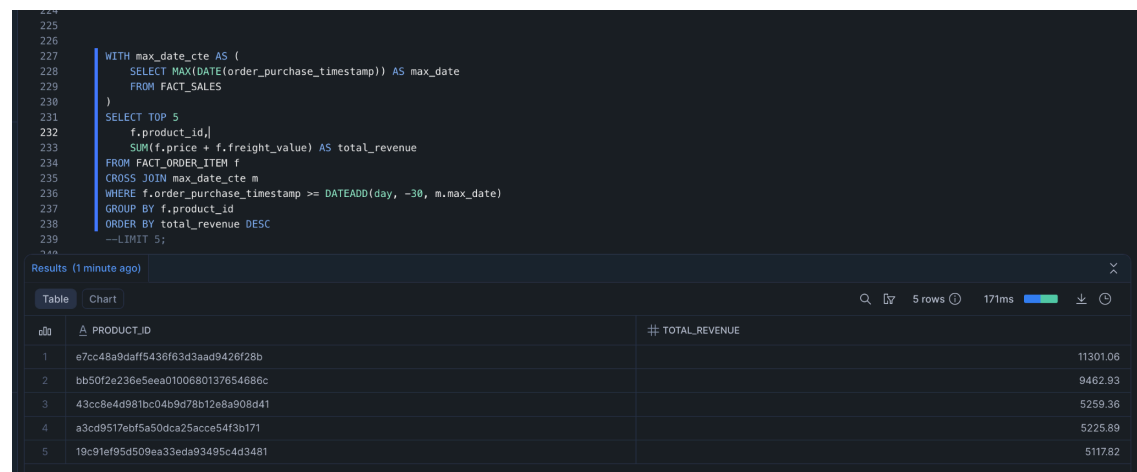 224
225
226
227 WITH max_date_cte AS (
228 SELECT MAX(DATE(order_purchase_timestamp)) AS max_date
229 FROM FACT_SALES
230 )
231 SELECT TOP 5
232 f.product_id,
233 SUM(f.price + f.freight_value) AS total_revenue
234 FROM FACT_ORDER_ITEM f
235 CROSS JOIN max_date_cte m
236 WHERE f.order_purchase_timestamp >= DATEADD(day, -30, m.max_date)
237 GROUP BY f.product_id
238 ORDER BY total_revenue DESC
239 --LIMIT 5;
240
Results (1 minute ago)
Table Chart 5 rows 171ms
A PRODUCT_ID # TOTAL_REVENUE
1 e7cc48a9daff5436f63d3aad9426f28b 11301.06
2 bb50f2e236e5eea0100680137654686c 9462.93
3 43cc8e4d981bc04b9d78b12e8a908d41 5259.36
4 a3cd9517ebf5a50dca25acce54f3b171 5225.89
5 19c91ef95d509ea33eda93495c4d3481 5117.82